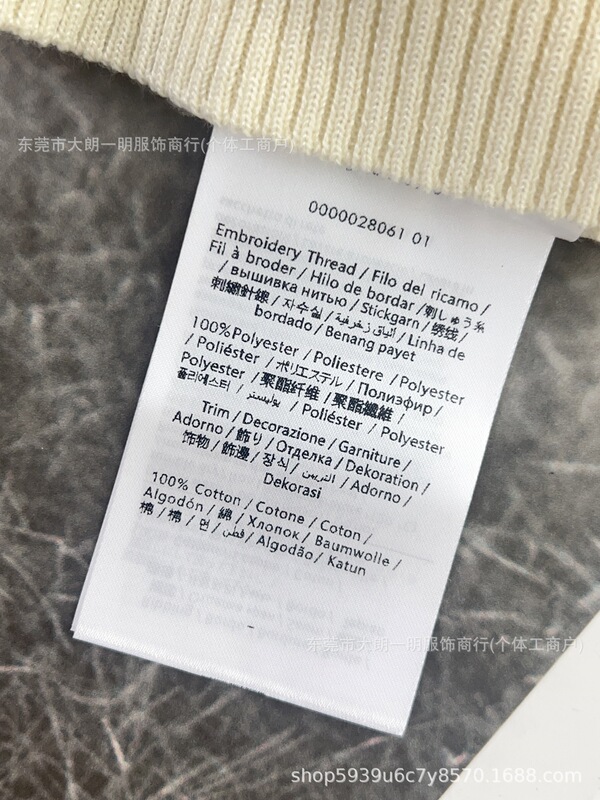 东莞市大朗一明服饰商行(个体工商户)
0000028061 01
Embroidery Thread / Filo del ricamo /
Fil à broder / Hilo de bordar / 刺しゅう糸
/ вышивка нитью / Stickgarn / 绣线 /
刺繡針線 / 자수실 / ألياف زخرفية / Linha de
bordado / Benang payet
100%Polyester / Poliestere / Polyester
/ Poliéster / ポリエステル / Полиэфир /
Polyester / 聚酯纤维 / 聚酯纖維 /
폴리에스터 / بوليستر / Poliéster / Polyester
Trim / Decorazione / Garniture /
Adorno / 飾り / Отделка / Dekoration /
饰物 / 飾邊 / 장식 / التزيين / Adorno /
Dekorasi
100% Cotton / Cotone / Coton /
Algodón / 綿 / Хлопок / Baumwolle /
棉 / 棉 / 면 / قطن / Algodão / Katun
东莞市大朗一明服饰商行(个体工商户)
shop5939u6c7y8570.1688.com